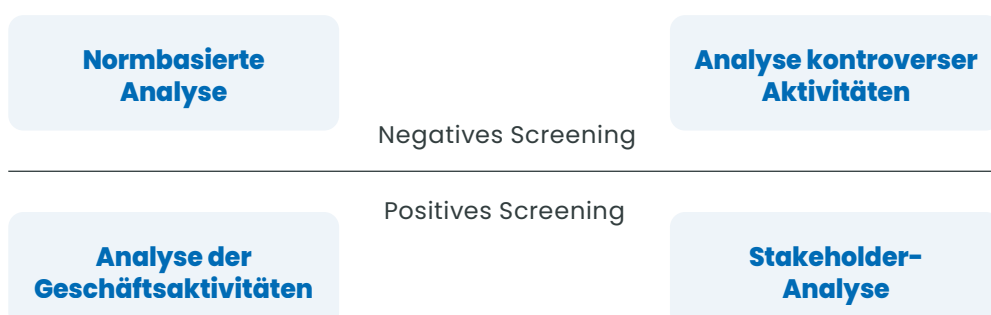 Normbasierte
Analyse
Analyse kontroverser
Aktivitäten
Negatives Screening
Positives Screening
Analyse der
Geschäftsaktivitäten
Stakeholder-
Analyse